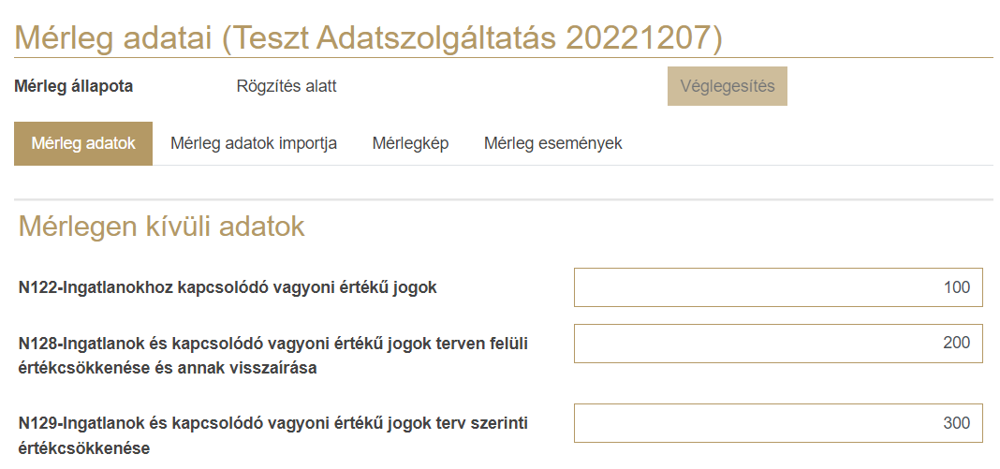 Mérleg adatai (Teszt Adatszolgáltatás 20221207)
Mérleg állapota Rögzítés alatt Véglegesítés
Mérleg adatok Mérleg adatok importja Mérlegkép Mérleg események
Mérlegen kívüli adatok
N122-Ingatlanokhoz kapcsolódó vagyoni értékű jogok 100
N128-Ingatlanok és kapcsolódó vagyoni értékű jogok terven felüli 200
értékcsökkenése és annak visszaírása
N129-Ingatlanok és kapcsolódó vagyoni értékű jogok terv szerinti 300
értékcsökkenése